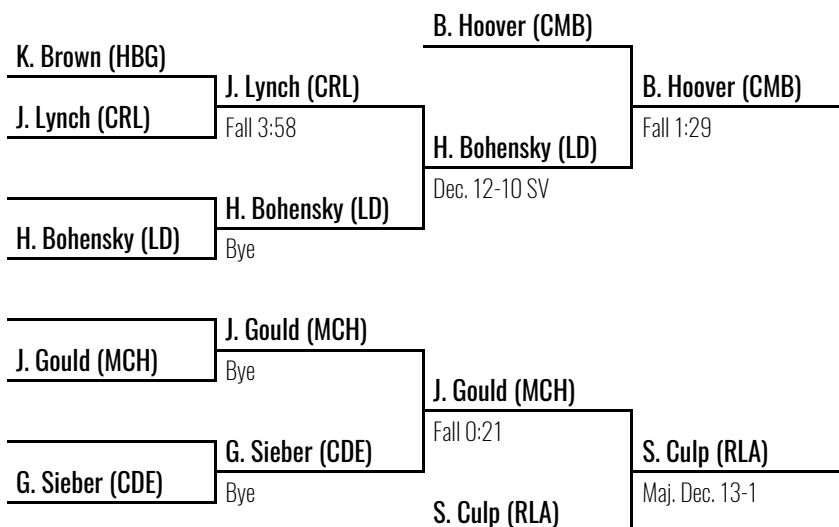 B. Hoover (CMB)
K. Brown (HBG)
J. Lynch (CRL)
B. Hoover (CMB)
J. Lynch (CRL)
Fall 3:58
Fall 1:29
H. Bohensky (LD)
Dec. 12-10 SV
H. Bohensky (LD)
H. Bohensky (LD)
Bye
J. Gould (MCH)
J. Gould (MCH)
Bye
J. Gould (MCH)
Fall 0:21
G. Sieber (CDE)
S. Culp (RLA)
G. Sieber (CDE)
Bye
Maj. Dec. 13-1
S. Culp (RLA)